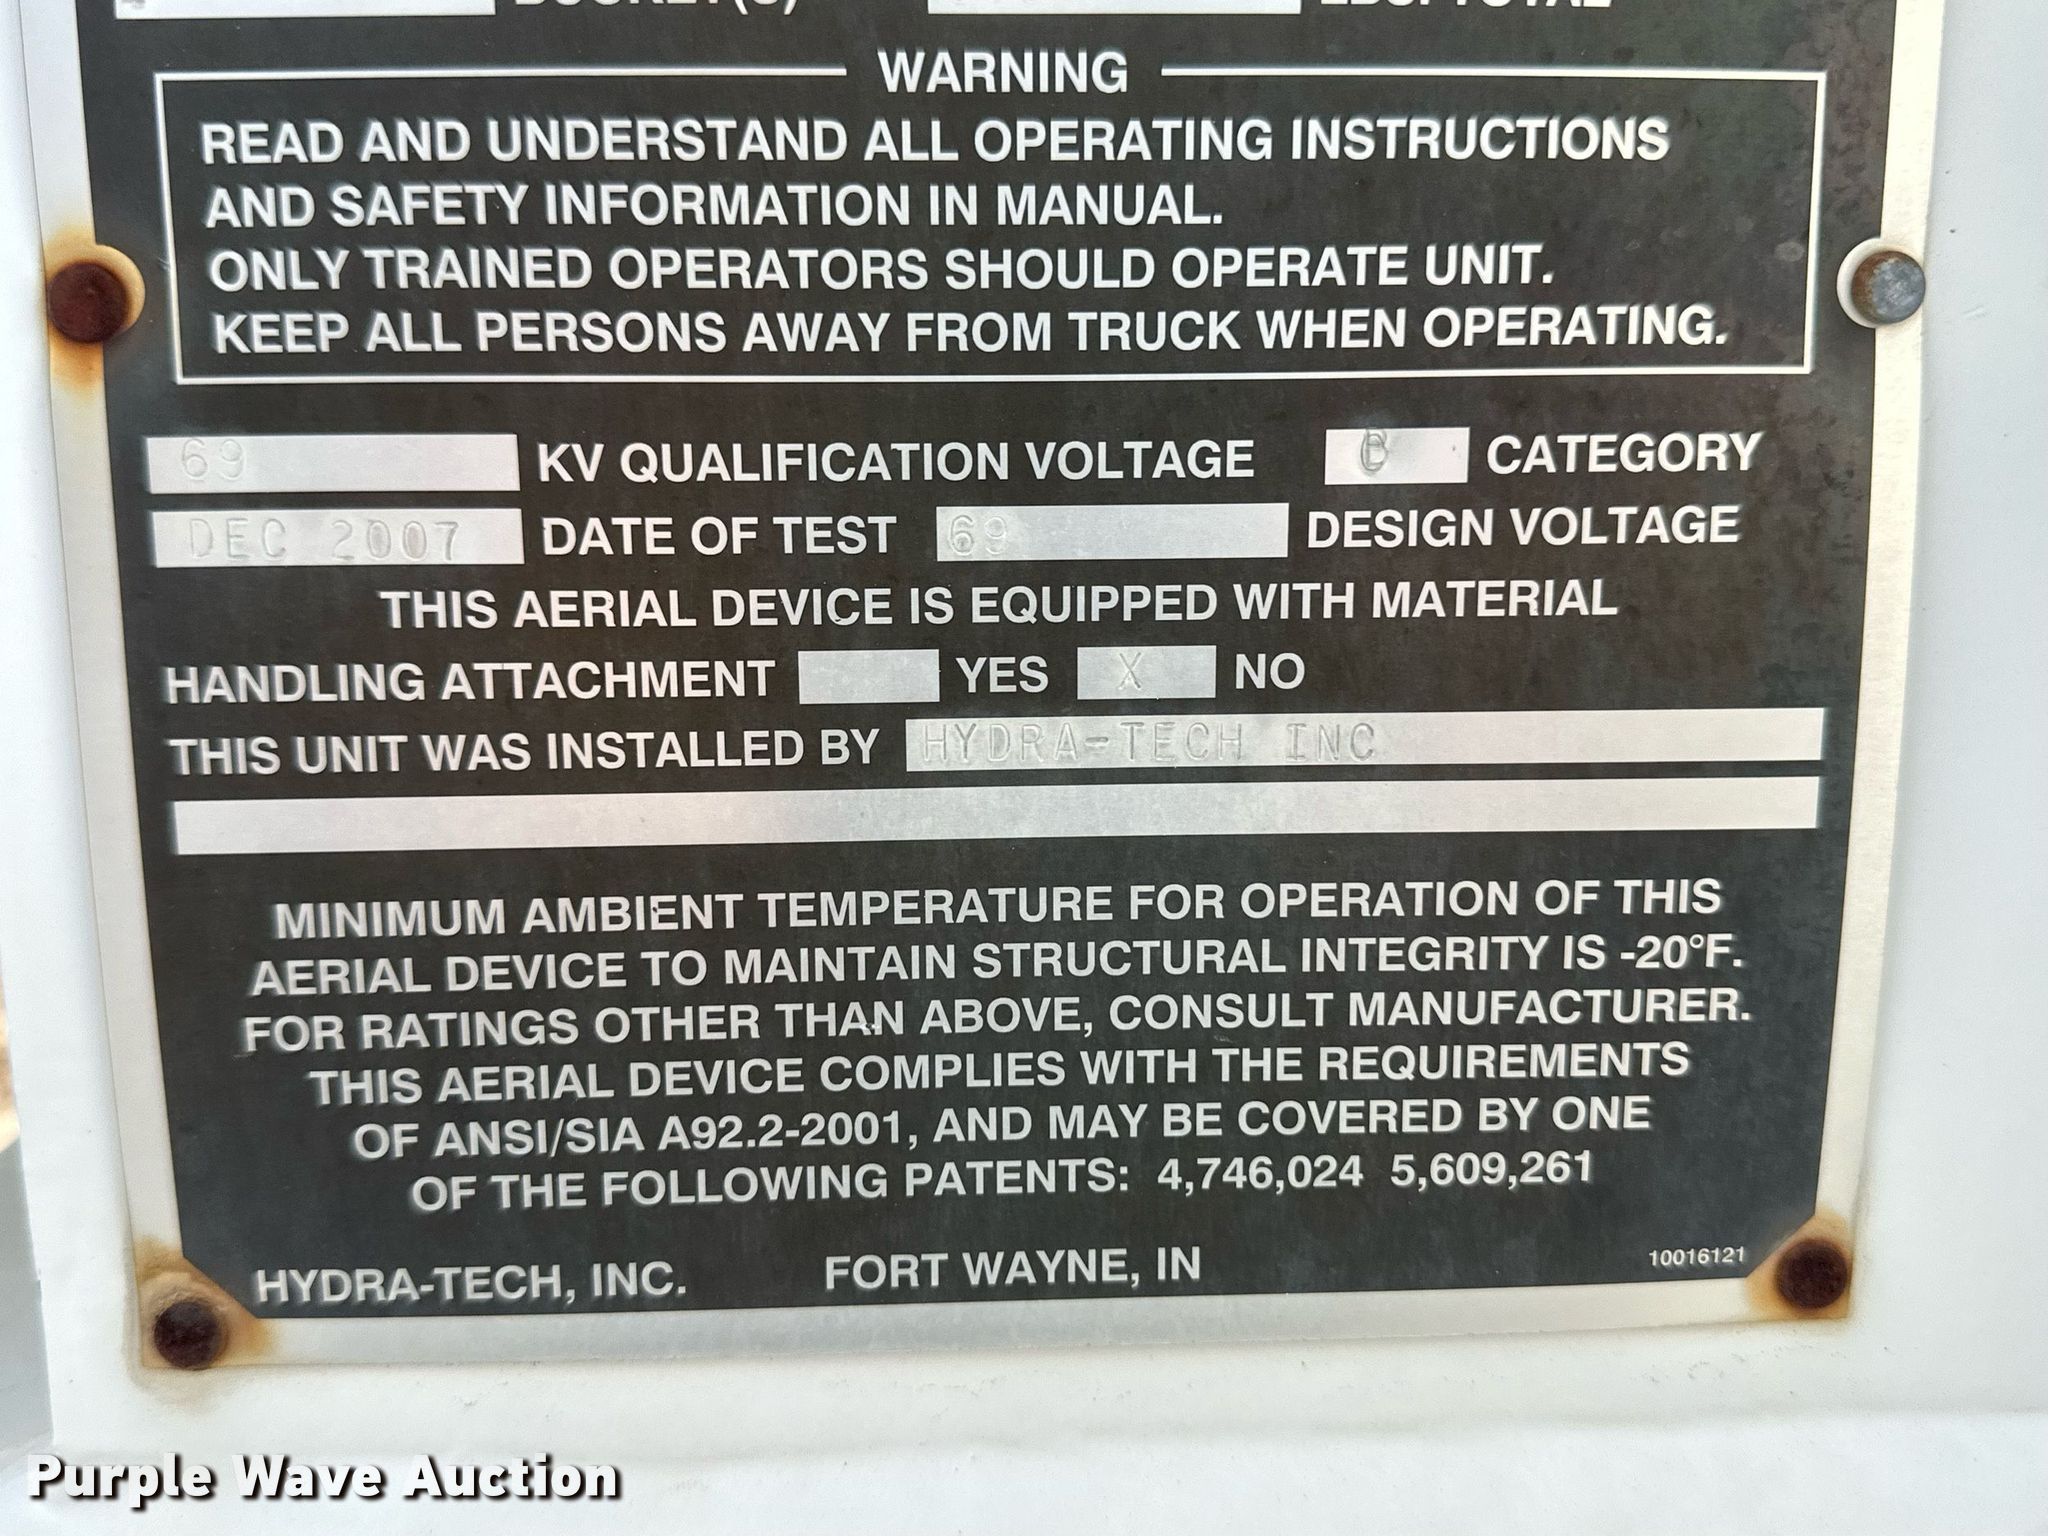 BUCKET(S) LBS. TOTAL
WARNING
READ AND UNDERSTAND ALL OPERATING INSTRUCTIONS
AND SAFETY INFORMATION IN MANUAL.
ONLY TRAINED OPERATORS SHOULD OPERATE UNIT.
KEEP ALL PERSONS AWAY FROM TRUCK WHEN OPERATING.
69 KV QUALIFICATION VOLTAGE CATEGORY
DEC 2007 DATE OF TEST 69 DESIGN VOLTAGE
THIS AERIAL DEVICE IS EQUIPPED WITH MATERIAL
HANDLING ATTACHMENT YES X NO
THIS UNIT WAS INSTALLED BY HYDRA-TECH INC
MINIMUM AMBIENT TEMPERATURE FOR OPERATION OF THIS
AERIAL DEVICE TO MAINTAIN STRUCTURAL INTEGRITY IS -20°F.
FOR RATINGS OTHER THAN ABOVE, CONSULT MANUFACTURER.
THIS AERIAL DEVICE COMPLIES WITH THE REQUIREMENTS
OF ANSI/SIA A92.2-2001, AND MAY BE COVERED BY ONE
OF THE FOLLOWING PATENTS: 4,746,024 5,609,261
HYDRA-TECH, INC. FORT WAYNE, IN 10016121
Purple Wave Auction